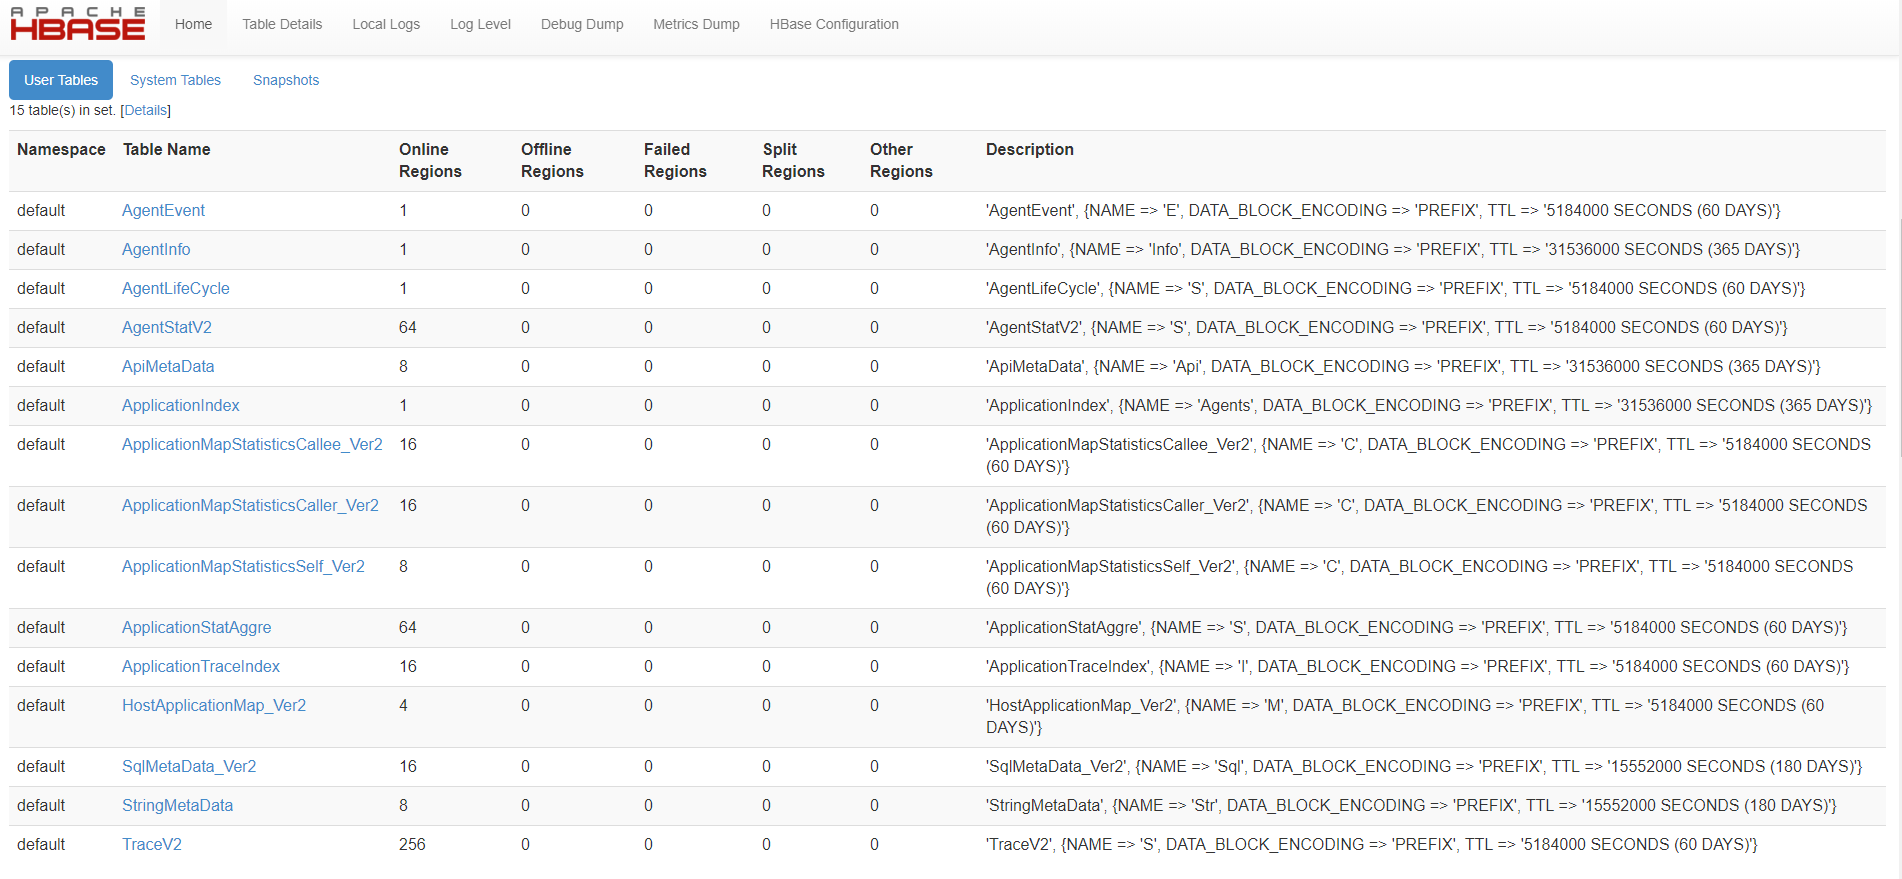 APACHE
HBASE
Home Table Details Local Logs Log Level Debug Dump Metrics Dump HBase Configuration
User Tables System Tables Snapshots
15 table(s) in set. [Details]
Namespace Table Name Online Regions Offline Regions Failed Regions Split Regions Other Regions Description
default AgentEvent 1 0 0 0 0 'AgentEvent', {NAME => 'E', DATA_BLOCK_ENCODING => 'PREFIX', TTL => '5184000 SECONDS (60 DAYS)'}
default AgentInfo 1 0 0 0 0 'AgentInfo', {NAME => 'Info', DATA_BLOCK_ENCODING => 'PREFIX', TTL => '31536000 SECONDS (365 DAYS)'}
default AgentLifeCycle 1 0 0 0 0 'AgentLifeCycle', {NAME => 'S', DATA_BLOCK_ENCODING => 'PREFIX', TTL => '5184000 SECONDS (60 DAYS)'}
default AgentStatV2 64 0 0 0 0 'AgentStatV2', {NAME => 'S', DATA_BLOCK_ENCODING => 'PREFIX', TTL => '5184000 SECONDS (60 DAYS)'}
default ApiMetaData 8 0 0 0 0 'ApiMetaData', {NAME => 'Api', DATA_BLOCK_ENCODING => 'PREFIX', TTL => '31536000 SECONDS (365 DAYS)'}
default ApplicationIndex 1 0 0 0 0 'ApplicationIndex', {NAME => 'Agents', DATA_BLOCK_ENCODING => 'PREFIX', TTL => '31536000 SECONDS (365 DAYS)'}
default ApplicationMapStatisticsCallee_Ver2 16 0 0 0 0 'ApplicationMapStatisticsCallee_Ver2', {NAME => 'C', DATA_BLOCK_ENCODING => 'PREFIX', TTL => '5184000 SECONDS
(60 DAYS)'}
default ApplicationMapStatisticsCaller_Ver2 16 0 0 0 0 'ApplicationMapStatisticsCaller_Ver2', {NAME => 'C', DATA_BLOCK_ENCODING => 'PREFIX', TTL => '5184000 SECONDS
(60 DAYS)'}
default ApplicationMapStatisticsSelf_Ver2 8 0 0 0 0 'ApplicationMapStatisticsSelf_Ver2', {NAME => 'C', DATA_BLOCK_ENCODING => 'PREFIX', TTL => '5184000 SECONDS
(60 DAYS)'}
default ApplicationStatAggre 64 0 0 0 0 'ApplicationStatAggre', {NAME => 'S', DATA_BLOCK_ENCODING => 'PREFIX', TTL => '5184000 SECONDS (60 DAYS)'}
default ApplicationTraceIndex 16 0 0 0 0 'ApplicationTraceIndex', {NAME => 'I', DATA_BLOCK_ENCODING => 'PREFIX', TTL => '5184000 SECONDS (60 DAYS)'}
default HostApplicationMap_Ver2 4 0 0 0 0 'HostApplicationMap_Ver2', {NAME => 'M', DATA_BLOCK_ENCODING => 'PREFIX', TTL => '5184000 SECONDS (60
DAYS)'}
default SqlMetaData_Ver2 16 0 0 0 0 'SqlMetaData_Ver2', {NAME => 'Sql', DATA_BLOCK_ENCODING => 'PREFIX', TTL => '15552000 SECONDS (180 DAYS)'}
default StringMetaData 8 0 0 0 0 'StringMetaData', {NAME => 'Str', DATA_BLOCK_ENCODING => 'PREFIX', TTL => '15552000 SECONDS (180 DAYS)'}
default TraceV2 256 0 0 0 0 'TraceV2', {NAME => 'S', DATA_BLOCK_ENCODING => 'PREFIX', TTL => '5184000 SECONDS (60 DAYS)'}